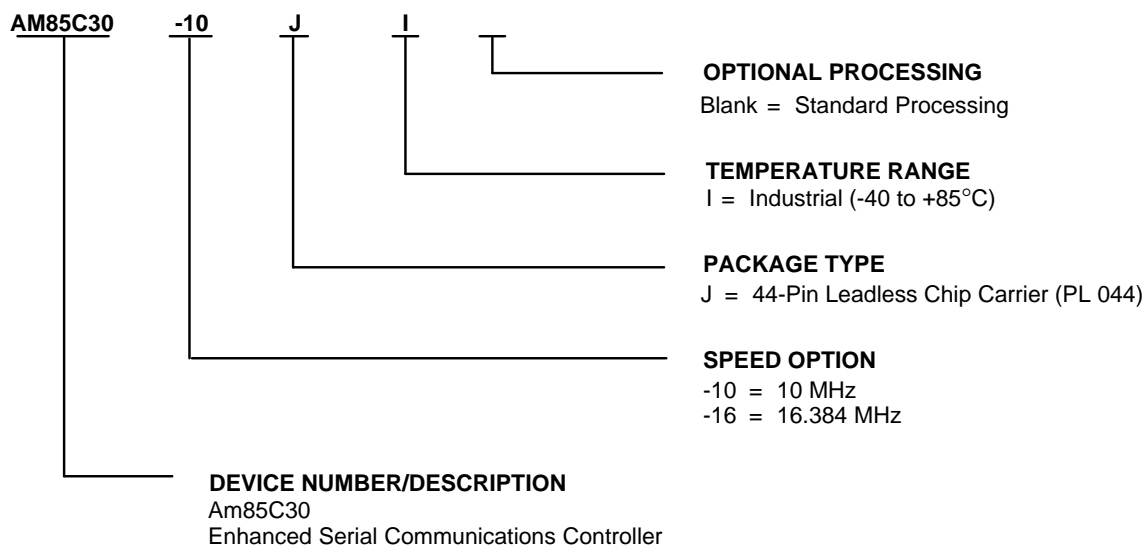 AM85C30 -10 J I
OPTIONAL PROCESSING
Blank = Standard Processing
TEMPERATURE RANGE
I = Industrial (-40 to +85°C)
PACKAGE TYPE
J = 44-Pin Leadless Chip Carrier (PL 044)
SPEED OPTION
-10 = 10 MHz
-16 = 16.384 MHz
DEVICE NUMBER/DESCRIPTION
Am85C30
Enhanced Serial Communications Controller